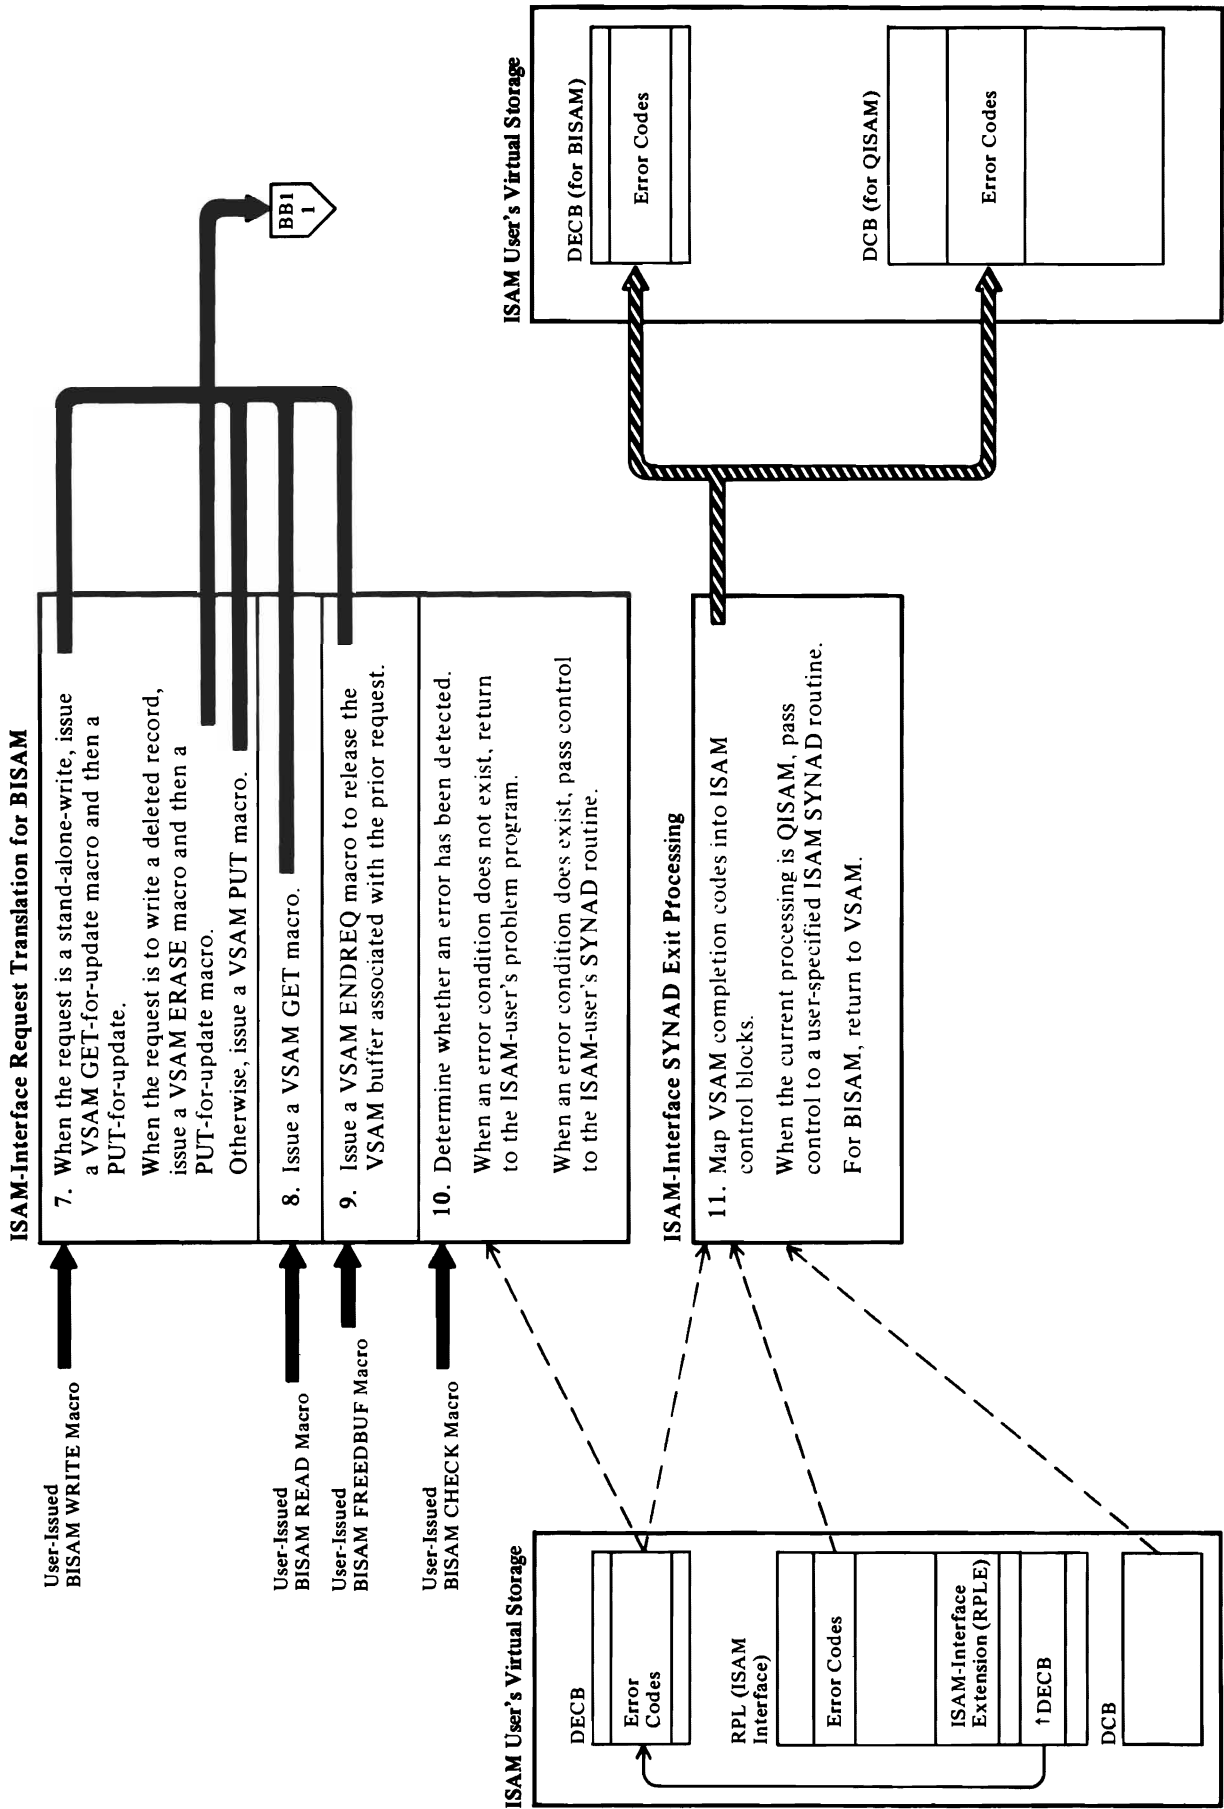 ISAM-Interface Request Translation for BISAM
User-Issued
BISAM WRITE Macro
7. When the request is a stand-alone-write, issue
a VSAM GET-for-update macro and then a
PUT-for-update.
When the request is to write a deleted record,
issue a VSAM ERASE macro and then a
PUT-for-update macro.
Otherwise, issue a VSAM PUT macro.
User-Issued
BISAM READ Macro
8. Issue a VSAM GET macro.
User-Issued
BISAM FREEDBUF Macro
9. Issue a VSAM ENDREQ macro to release the
VSAM buffer associated with the prior request.
User-Issued
BISAM CHECK Macro
10. Determine whether an error has been detected.
When an error condition does not exist, return
to the ISAM-user's problem program.
When an error condition does exist, pass control
to the ISAM-user's SYNAD routine.
BB1
1
ISAM User's Virtual Storage
DECB
Error
Codes
RPL (ISAM
Interface)
Error Codes
ISAM-Interface
Extension (RPLE)
↑DECB
DCB
ISAM-Interface SYNAD Exit Processing
11. Map VSAM completion codes into ISAM
control blocks.
When the current processing is QISAM, pass
control to a user-specified ISAM SYNAD routine.
For BISAM, return to VSAM.
ISAM User's Virtual Storage
DECB (for BISAM)
Error Codes
DCB (for QISAM)
Error Codes